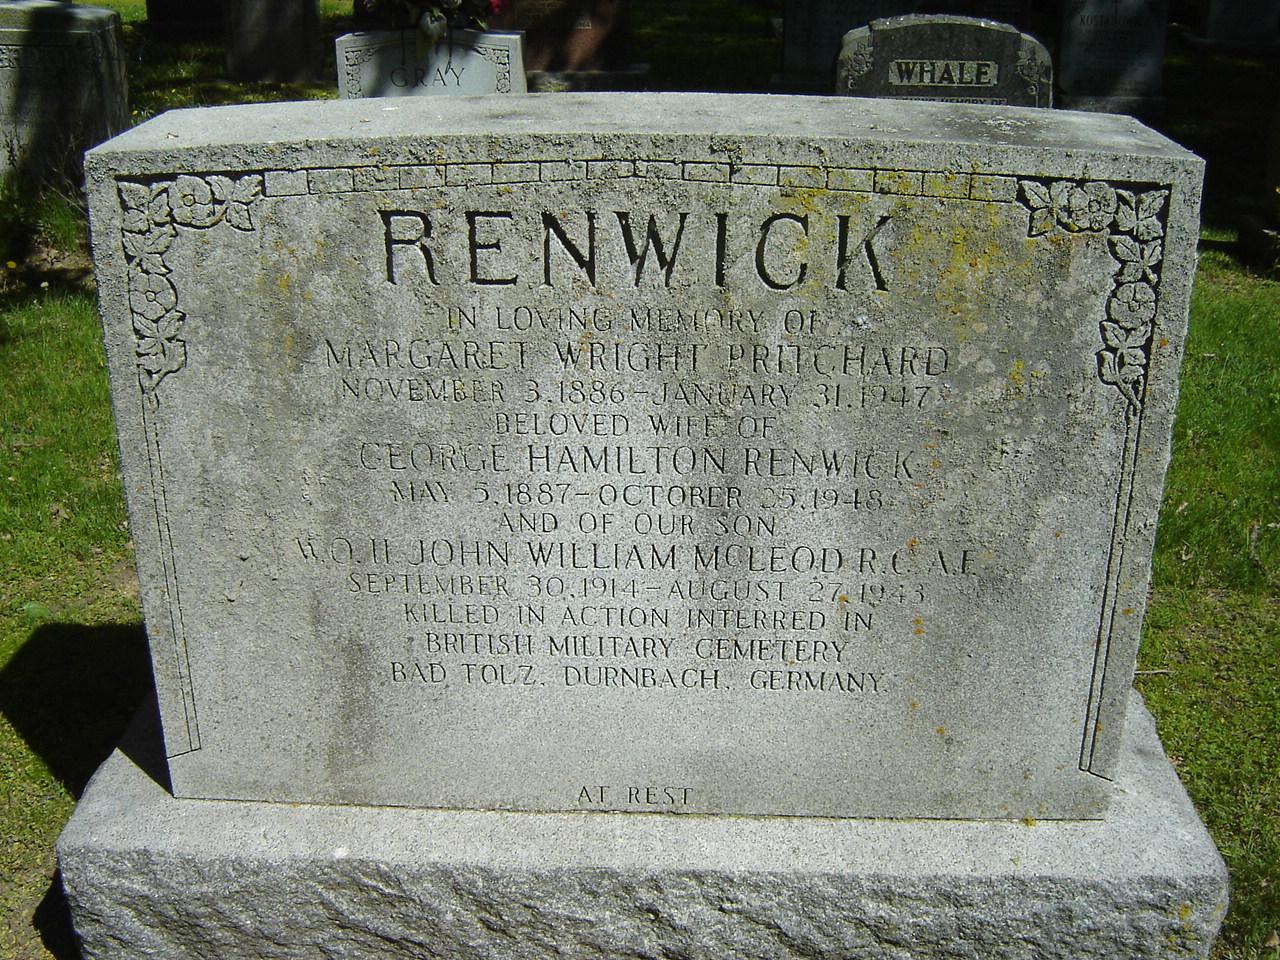 GRAY
WHALE
RENWICK
IN LOVING MEMORY OF
MARGARET WRIGHT PRITCHARD
NOVEMBER 3, 1886 - JANUARY 31, 1947
BELOVED WIFE OF
GEORGE HAMILTON RENWICK
MAY 5, 1887 - OCTOBER 25, 1948
AND OF OUR SON
W.O. II JOHN WILLIAM MCLEOD R.C.A.F.
SEPTEMBER 30, 1914 - AUGUST 27, 1943
KILLED IN ACTION INTERRED IN
BRITISH MILITARY CEMETERY
BAD TOLZ, DURNBACH, GERMANY.
AT REST